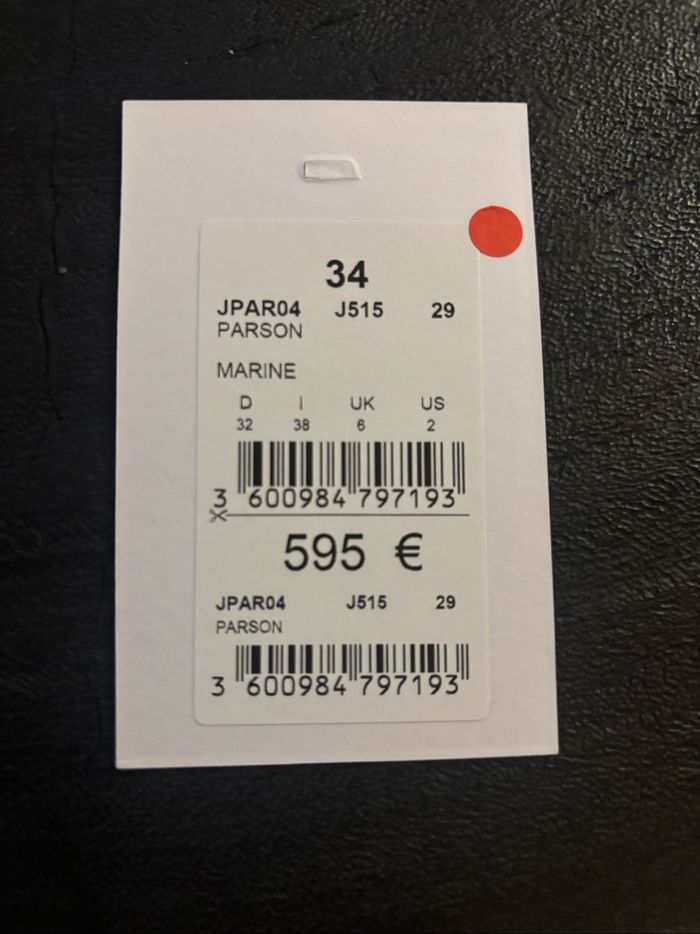 34
JPAR04 J515 29
PARSON
MARINE
D I UK US
32 38 6 2
3 600984 797193
595 €
JPAR04 J515 29
PARSON
3 600984 797193